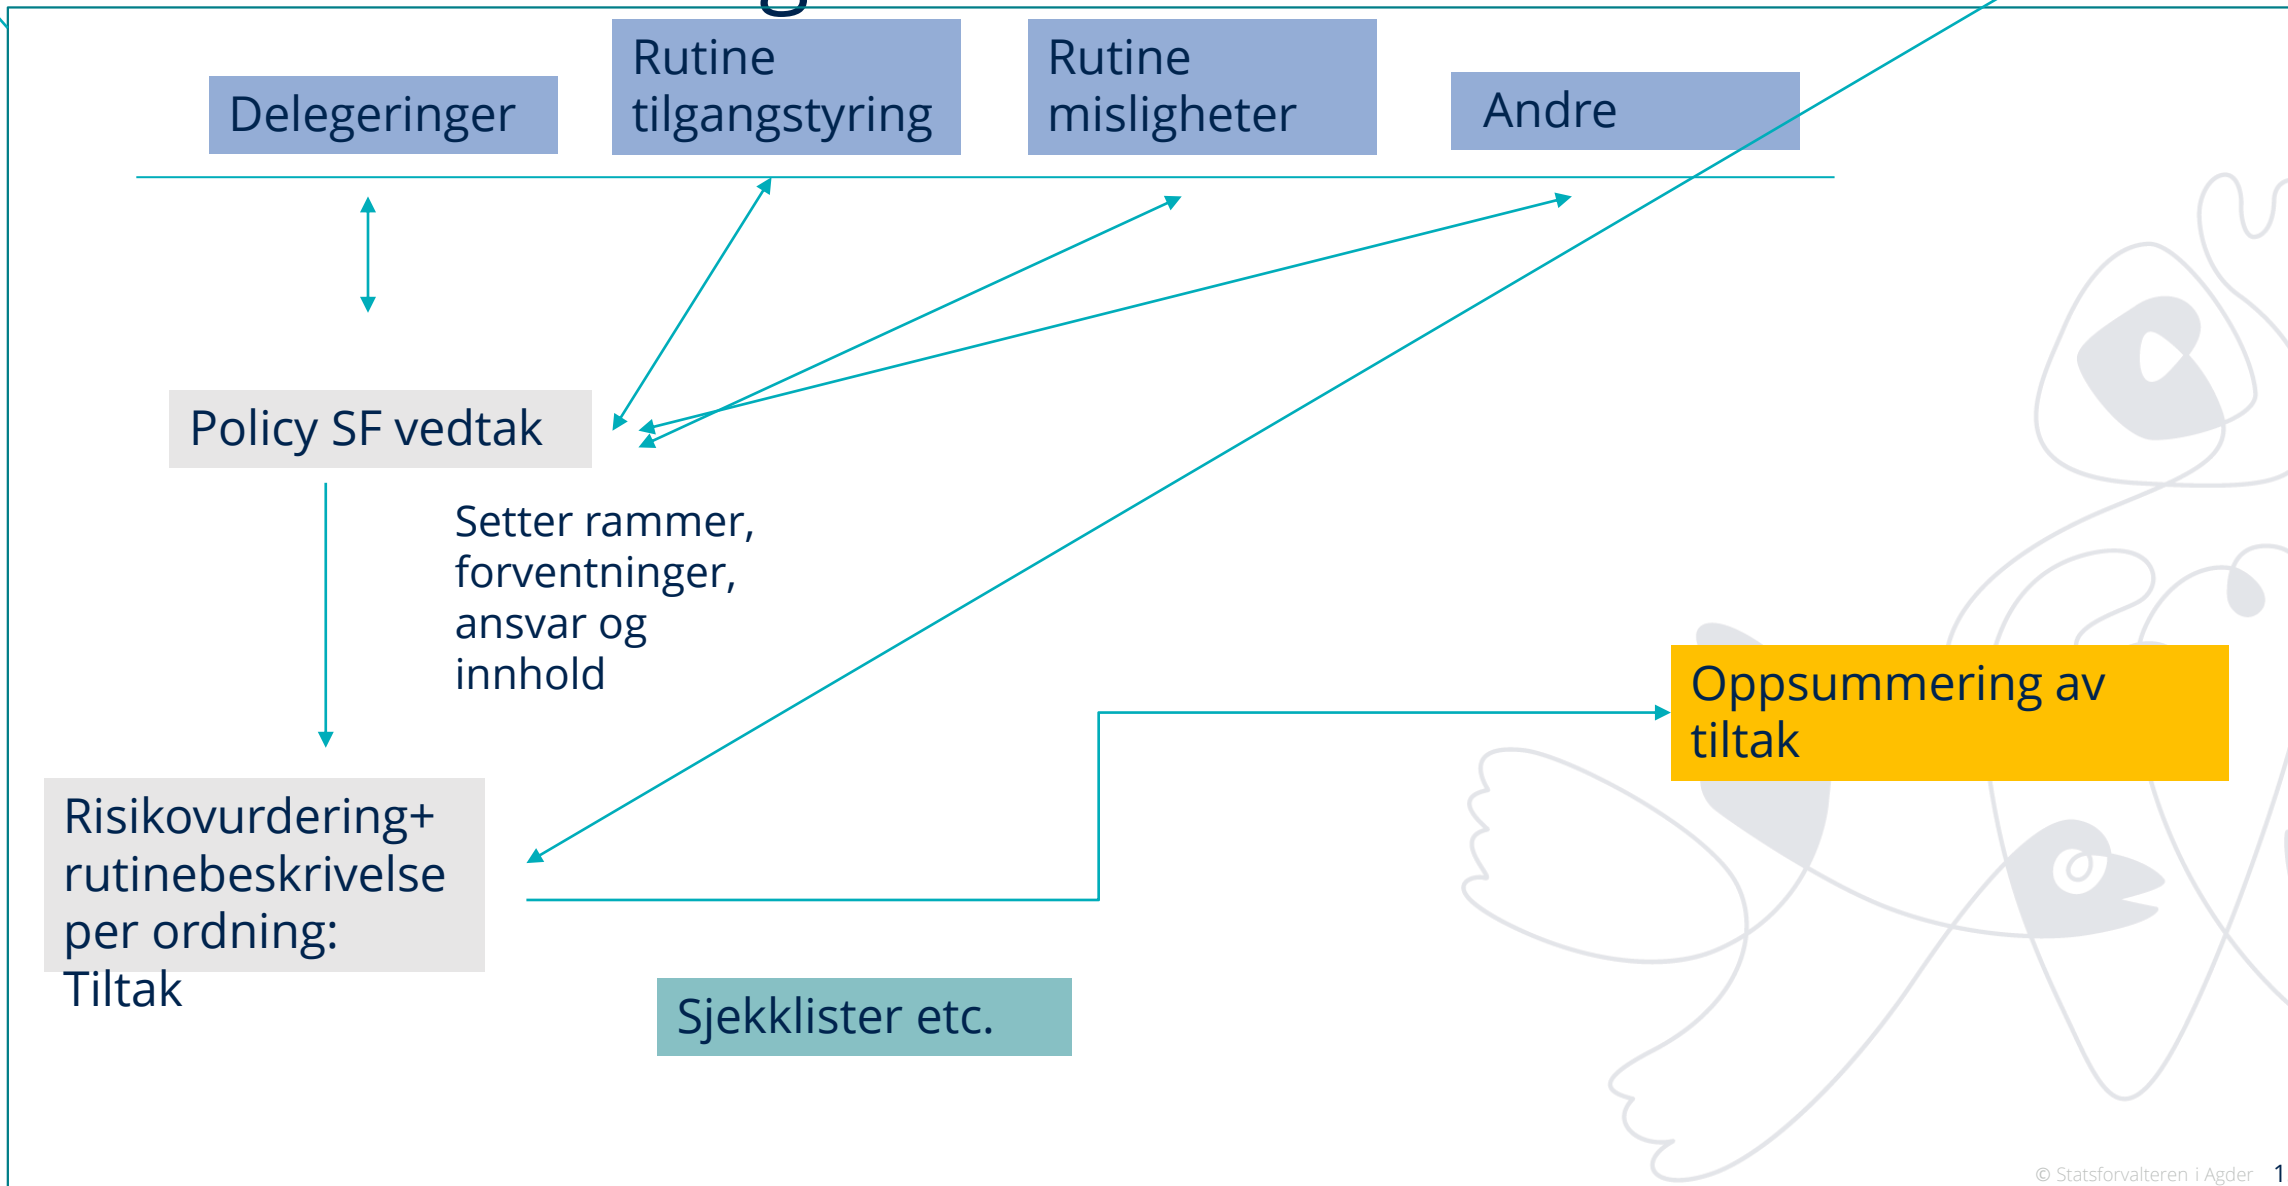 Delegeringer
Rutine
tilgangstyring
Rutine
misligheter
Andre
Policy SF vedtak
Setter rammer,
forventninger,
ansvar og
innhold
Oppsummering av
tiltak
Risikovurdering+
rutinebeskrivelse
per ordning:
Tiltak
Sjekklister etc.
© Statsforvalteren i Agder 1